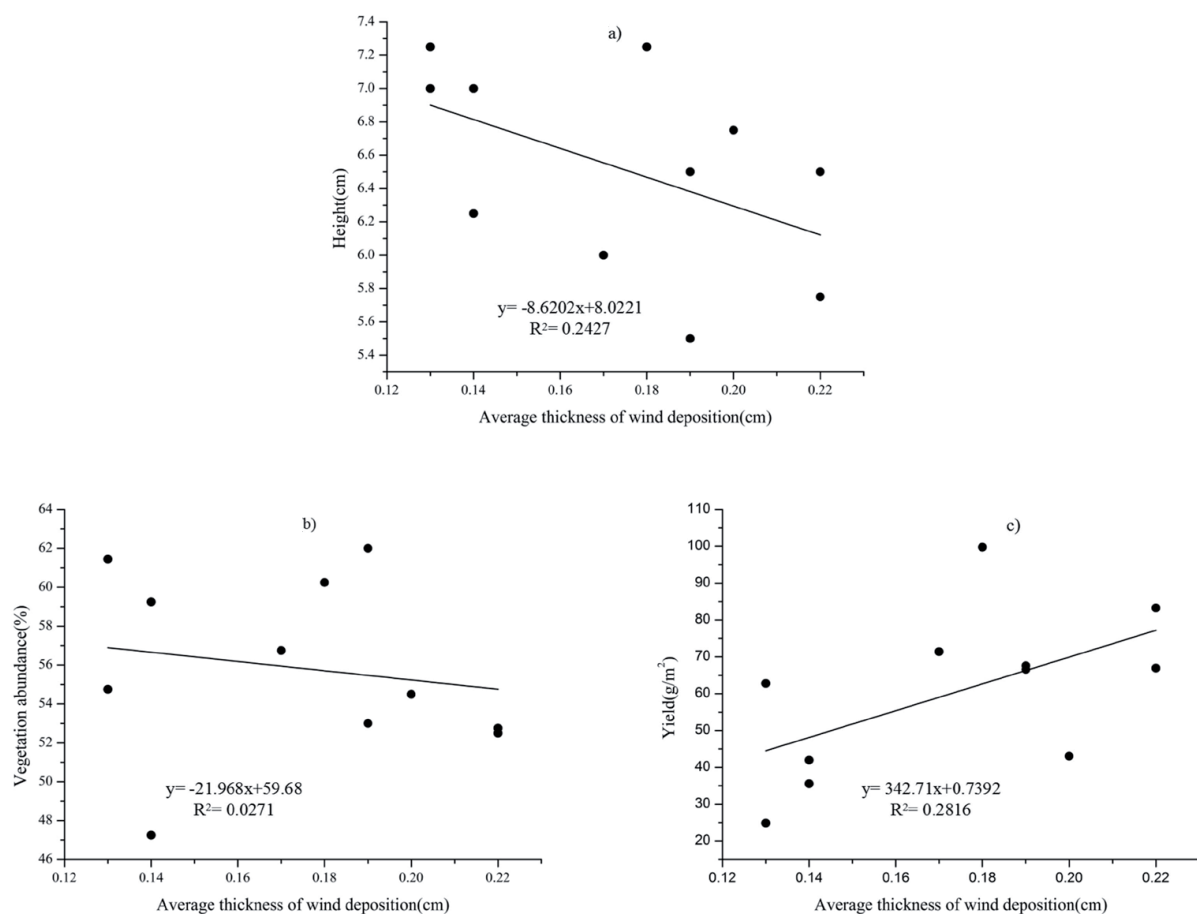 a)
7.4
7.2
7.0
6.8
6.6
6.4
6.2
6.0
5.8
5.6
5.4
Height(cm)
y= -8.6202x+8.0221
R²= 0.2427
0.12 0.14 0.16 0.18 0.20 0.22
Average thickness of wind deposition(cm)
b)
64
62
60
58
56
54
52
50
48
46
Vegetation abundance(%)
y= -21.968x+59.68
R²= 0.0271
0.12 0.14 0.16 0.18 0.20 0.22
Average thickness of wind deposition(cm)
c)
110
100
90
80
70
60
50
40
30
20
Yield(g/m²)
y= 342.71x+0.7392
R²= 0.2816
0.12 0.14 0.16 0.18 0.20 0.22
Average thickness of wind deposition(cm)